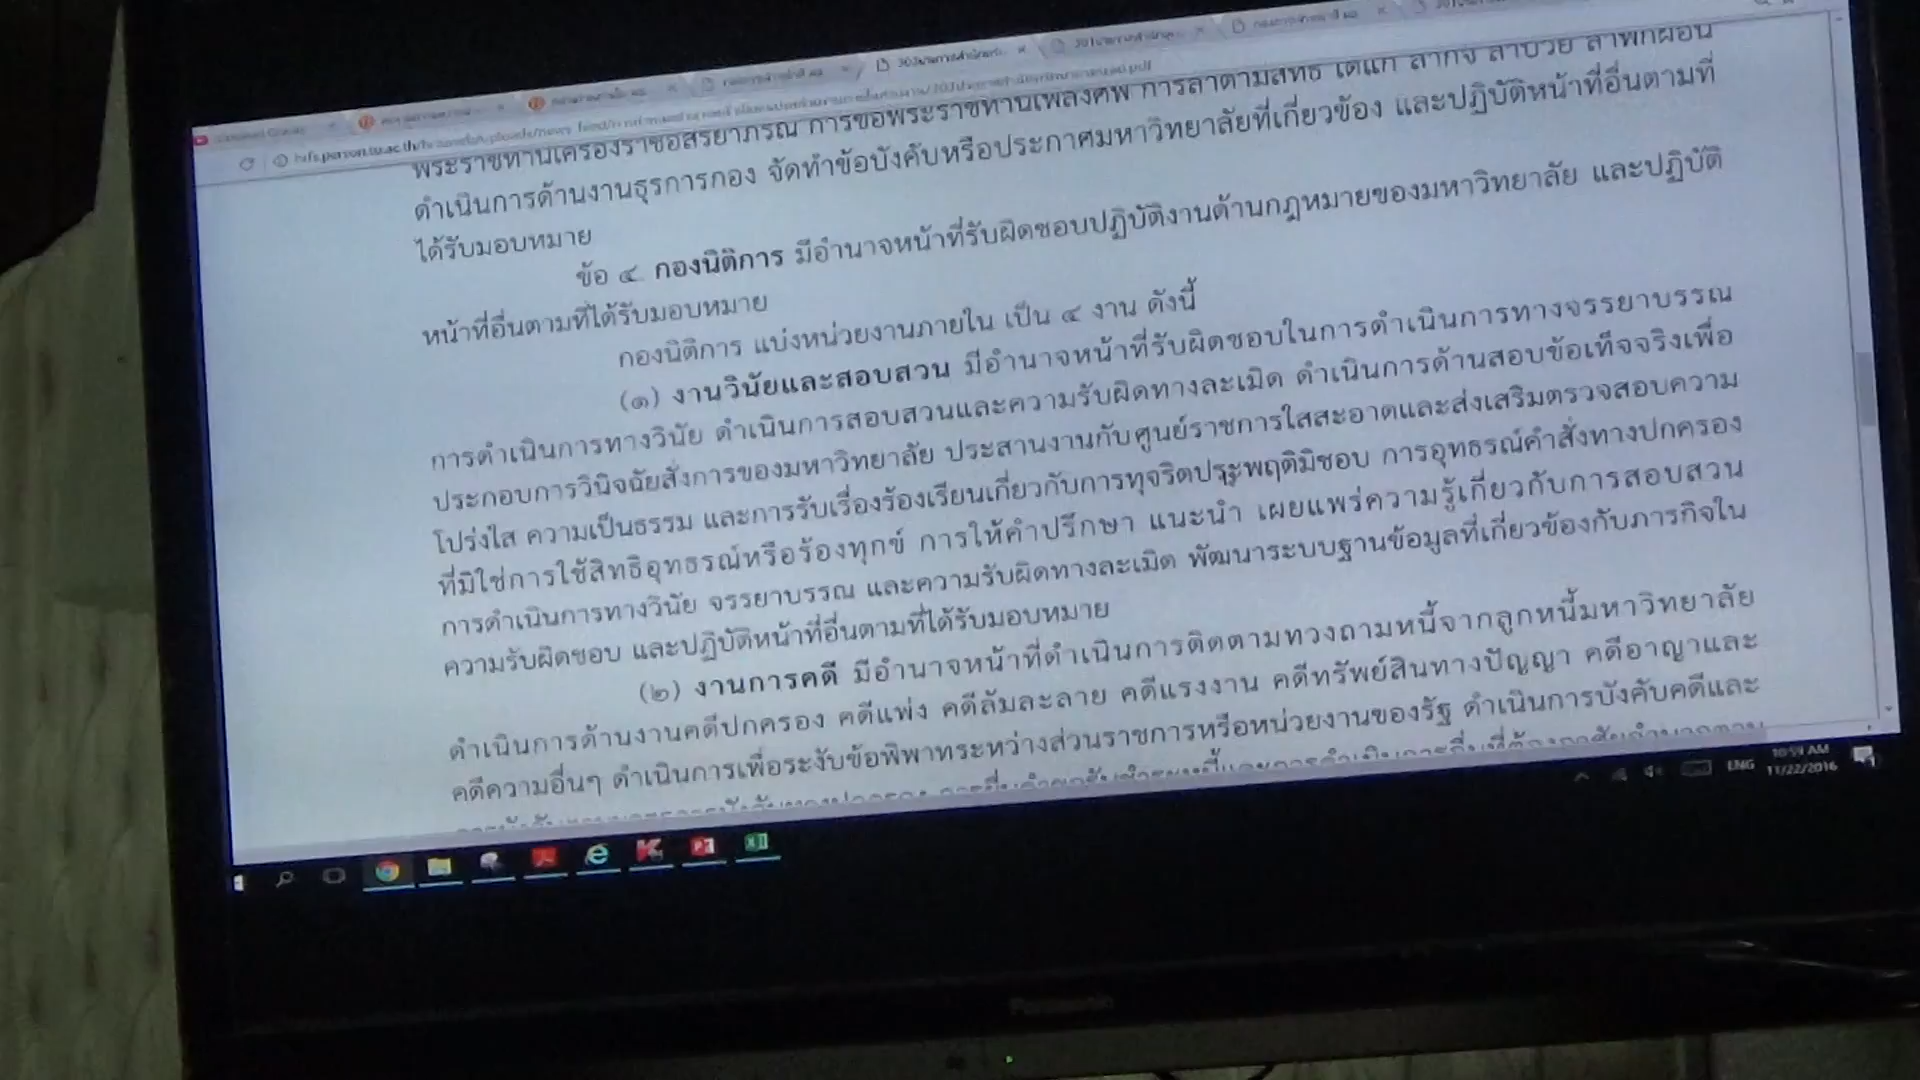 พระราชทานเครื่องราชอิสริยาภรณ์ การขอพระราชทานเพลิงศพ การลาตามสิทธิ ได้แก่ ลากิจ ลาป่วย ลาพักผ่อน
ดำเนินการด้านงานธุรการกอง จัดทำข้อบังคับหรือประกาศมหาวิทยาลัยที่เกี่ยวข้อง และปฏิบัติหน้าที่อื่นตามที่
ได้รับมอบหมาย
ข้อ ๔ กองนิติการ มีอำนาจหน้าที่รับผิดชอบปฏิบัติงานด้านกฎหมายของมหาวิทยาลัย และปฏิบัติ
หน้าที่อื่นตามที่ได้รับมอบหมาย
กองนิติการ แบ่งหน่วยงานภายใน เป็น ๔ งาน ดังนี้
(๑) งานวินัยและสอบสวน มีอำนาจหน้าที่รับผิดชอบในการดำเนินการทางจรรยาบรรณ
การดำเนินการทางวินัย ดำเนินการสอบสวนและความรับผิดทางละเมิด ดำเนินการด้านสอบข้อเท็จจริงเพื่อ
ประกอบการวินิจฉัยสั่งการของมหาวิทยาลัย ประสานงานกับศูนย์ราชการใสสะอาดและส่งเสริมตรวจสอบความ
โปร่งใส ความเป็นธรรม และการรับเรื่องร้องเรียนเกี่ยวกับการทุจริตประพฤติมิชอบ การอุทธรณ์คำสั่งทางปกครอง
ที่มิใช่การใช้สิทธิอุทธรณ์หรือร้องทุกข์ การให้คำปรึกษา แนะนำ เผยแพร่ความรู้เกี่ยวกับการสอบสวน
การดำเนินการทางวินัย จรรยาบรรณ และความรับผิดทางละเมิด พัฒนาระบบฐานข้อมูลที่เกี่ยวข้องกับภารกิจใน
ความรับผิดชอบ และปฏิบัติหน้าที่อื่นตามที่ได้รับมอบหมาย
(๒) งานการคดี มีอำนาจหน้าที่ดำเนินการติดตามทวงถามหนี้จากลูกหนี้มหาวิทยาลัย
ดำเนินการด้านงานคดีปกครอง คดีแพ่ง คดีล้มละลาย คดีแรงงาน คดีทรัพย์สินทางปัญญา คดีอาญาและ
คดีความอื่นๆ ดำเนินการเพื่อระงับข้อพิพาทระหว่างส่วนราชการหรือหน่วยงานของรัฐ ดำเนินการบังคับคดีและ
ENG
10:59 AM
11/22/2016
Panasonic